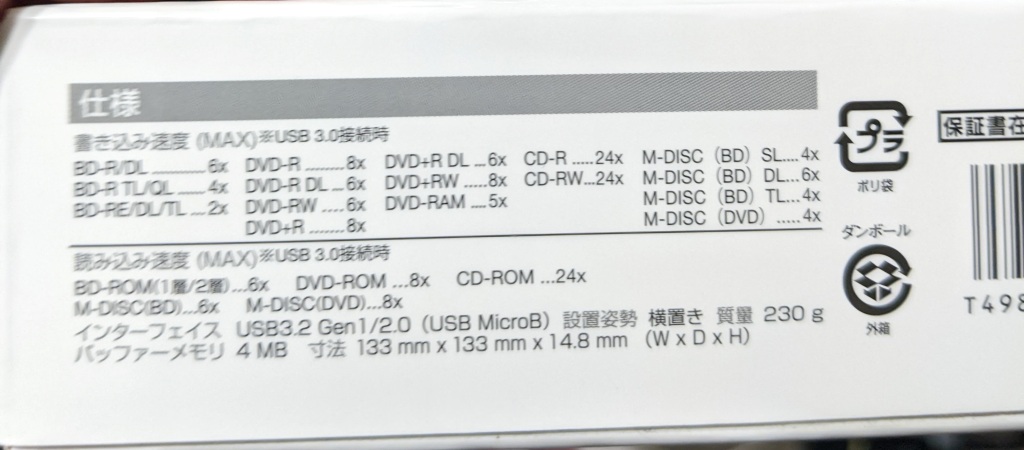 仕様
書き込み速度 (MAX)※USB 3.0接続時
BD-R/DL ........... 6x DVD-R ......... 8x DVD+R DL ... 6x CD-R ..... 24x M-DISC (BD) SL.... 4x
BD-R TL/QL ......... 4x DVD-R DL ... 6x DVD+RW ..... 8x CD-RW... 24x M-DISC (BD) DL... 6x
BD-RE/DL/TL ... 2x DVD-RW ..... 6x DVD-RAM .... 5x M-DISC (BD) TL... 4x
DVD+R ........ 8x M-DISC (DVD) ..... 4x
読み込み速度 (MAX)※USB 3.0接続時
BD-ROM(1層/2層)...6x DVD-ROM ...8x CD-ROM ...24x
M-DISC(BD)...6x M-DISC(DVD)...8x
インターフェイス USB3.2 Gen1/2.0（USB MicroB）設置姿勢 横置き 質量 230 g
バッファーメモリ 4 MB 寸法 133 mm x 133 mm x 14.8 mm （W x D x H）
プラ
ポリ袋
ダンボール
外箱
保証書在
T498